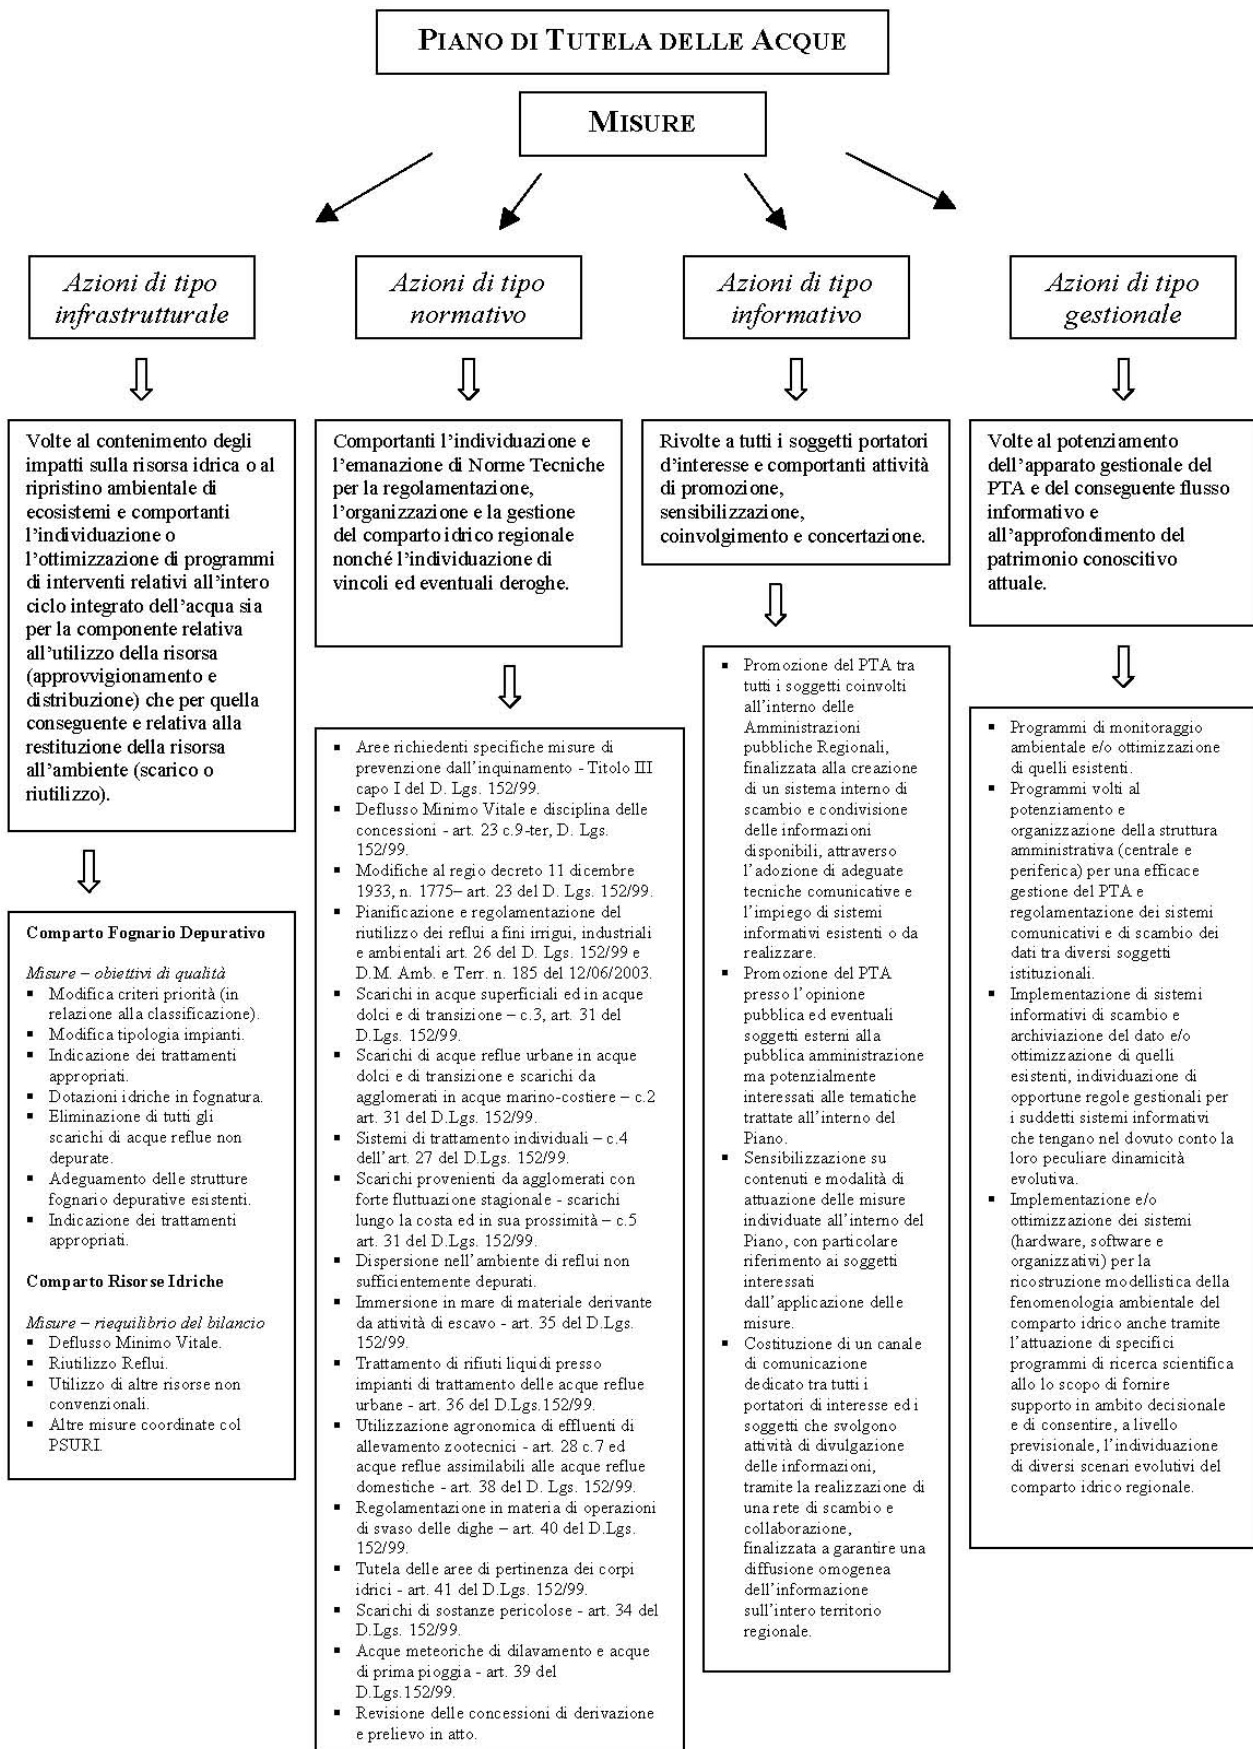 PIANO DI TUTELA DELLE ACQUE
MISURE
Azioni di tipo
infrastrutturale
Azioni di tipo
normativo
Azioni di tipo
informativo
Azioni di tipo
gestionale
Volte al contenimento degli
impatti sulla risorsa idrica o al
ripristino ambientale di
ecosistemi e comportanti
l'individuazione o
l'ottimizzazione di programmi
di interventi relativi all'intero
ciclo integrato dell'acqua sia
per la componente relativa
all'utilizzo della risorsa
(approvvigionamento e
distribuzione) che per quella
conseguente e relativa alla
restituzione della risorsa
all'ambiente (scarico o
riutilizzo).
Comportanti l'individuazione e
l'emanazione di Norme Tecniche
per la regolamentazione,
l'organizzazione e la gestione
del comparto idrico regionale
nonché l'individuazione di
vincoli ed eventuali deroghe.
Rivolte a tutti i soggetti portatori
d'interesse e comportanti attività
di promozione,
sensibilizzazione,
coinvolgimento e concertazione.
Volte al potenziamento
dell'apparato gestionale del
PTA e del conseguente flusso
informativo e
all'approfondimento del
patrimonio conoscitivo
attuale.
Comparto Fognario Depurativo
Misure – obiettivi di qualità
▪ Modifica criteri priorità (in
relazione alla classificazione).
▪ Modifica tipologia impianti.
▪ Indicazione dei trattamenti
appropriati.
▪ Dotazioni idriche in fognatura.
▪ Eliminazione di tutti gli
scarichi di acque reflue non
depurate.
▪ Adeguamento delle strutture
fognario depurative esistenti.
▪ Indicazione dei trattamenti
appropriati.
Comparto Risorse Idriche
Misure – riequilibrio del bilancio
▪ Deflusso Minimo Vitale.
▪ Riutilizzo Reflui.
▪ Utilizzo di altre risorse non
convenzionali.
▪ Altre misure coordinate col
PSURI.
▪ Aree richiedenti specifiche misure di
prevenzione dall'inquinamento - Titolo III
capo I del D. Lgs. 152/99.
▪ Deflusso Minimo Vitale e disciplina delle
concessioni - art. 23 c.9-ter, D. Lgs.
152/99.
▪ Modifiche al regio decreto 11 dicembre
1933, n. 1775– art. 23 del D. Lgs. 152/99.
▪ Pianificazione e regolamentazione del
riutilizzo dei reflui a fini irrigui, industriali
e ambientali art. 26 del D. Lgs. 152/99 e
D.M. Amb. e Terr. n. 185 del 12/06/2003.
▪ Scarichi in acque superficiali ed in acque
dolci e di transizione – c.3, art. 31 del
D.Lgs. 152/99.
▪ Scarichi di acque reflue urbane in acque
dolci e di transizione e scarichi da
agglomerati in acque marino-costiere – c.2
art. 31 del D.Lgs. 152/99.
▪ Sistemi di trattamento individuali – c.4
dell'art. 27 del D.Lgs. 152/99.
▪ Scarichi provenienti da agglomerati con
forte fluttuazione stagionale - scarichi
lungo la costa ed in sua prossimità – c.5
art. 31 del D.Lgs. 152/99.
▪ Dispersione nell'ambiente di reflui non
sufficientemente depurati.
▪ Immersione in mare di materiale derivante
da attività di escavo - art. 35 del D.Lgs.
152/99.
▪ Trattamento di rifiuti liquidi presso
impianti di trattamento delle acque reflue
urbane - art. 36 del D.Lgs.152/99.
▪ Utilizzazione agronomica di effluenti di
allevamento zootecnici - art. 28 c.7 ed
acque reflue assimilabili alle acque reflue
domestiche - art. 38 del D. Lgs. 152/99.
▪ Regolamentazione in materia di operazioni
di svaso delle dighe – art. 40 del D.Lgs.
152/99.
▪ Tutela delle aree di pertinenza dei corpi
idrici - art. 41 del D.Lgs. 152/99.
▪ Scarichi di sostanze pericolose - art. 34 del
D.Lgs. 152/99.
▪ Acque meteoriche di dilavamento e acque
di prima pioggia - art. 39 del
D.Lgs.152/99.
▪ Revisione delle concessioni di derivazione
e prelievo in atto.
▪ Promozione del PTA tra
tutti i soggetti coinvolti
all'interno delle
Amministrazioni
pubbliche Regionali,
finalizzata alla creazione
di un sistema interno di
scambio e condivisione
delle informazioni
disponibili, attraverso
l'adozione di adeguate
tecniche comunicative e
l'impiego di sistemi
informativi esistenti o da
realizzare.
▪ Promozione del PTA
presso l'opinione
pubblica ed eventuali
soggetti esterni alla
pubblica amministrazione
ma potenzialmente
interessati alle tematiche
trattate all'interno del
Piano.
▪ Sensibilizzazione su
contenuti e modalità di
attuazione delle misure
individuate all'interno del
Piano, con particolare
riferimento ai soggetti
interessati
dall'applicazione delle
misure.
▪ Costituzione di un canale
di comunicazione
dedicato tra tutti i
portatori di interesse ed i
soggetti che svolgono
attività di divulgazione
delle informazioni,
tramite la realizzazione di
una rete di scambio e
collaborazione,
finalizzata a garantire una
diffusione omogenea
dell'informazione
sull'intero territorio
regionale.
▪ Programmi di monitoraggio
ambientale e/o ottimizzazione
di quelli esistenti.
▪ Programmi volti al
potenziamento e
organizzazione della struttura
amministrativa (centrale e
periferica) per una efficace
gestione del PTA e
regolamentazione dei sistemi
comunicativi e di scambio dei
dati tra diversi soggetti
istituzionali.
▪ Implementazione di sistemi
informativi di scambio e
archiviazione del dato e/o
ottimizzazione di quelli
esistenti, individuazione di
opportune regole gestionali per
i suddetti sistemi informativi
che tengano nel dovuto conto la
loro peculiare dinamicità
evolutiva.
▪ Implementazione e/o
ottimizzazione dei sistemi
(hardware, software e
organizzativi) per la
ricostruzione modellistica della
fenomenologia ambientale del
comparto idrico anche tramite
l'attuazione di specifici
programmi di ricerca scientifica
allo lo scopo di fornire
supporto in ambito decisionale
e di consentire, a livello
previsionale, l'individuazione
di diversi scenari evolutivi del
comparto idrico regionale.